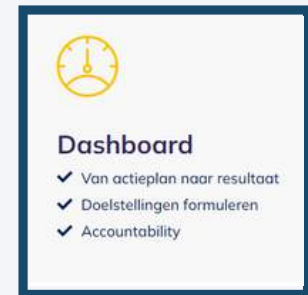 Dashboard
Van actieplan naar resultaat
Doelstellingen formuleren
Accountability